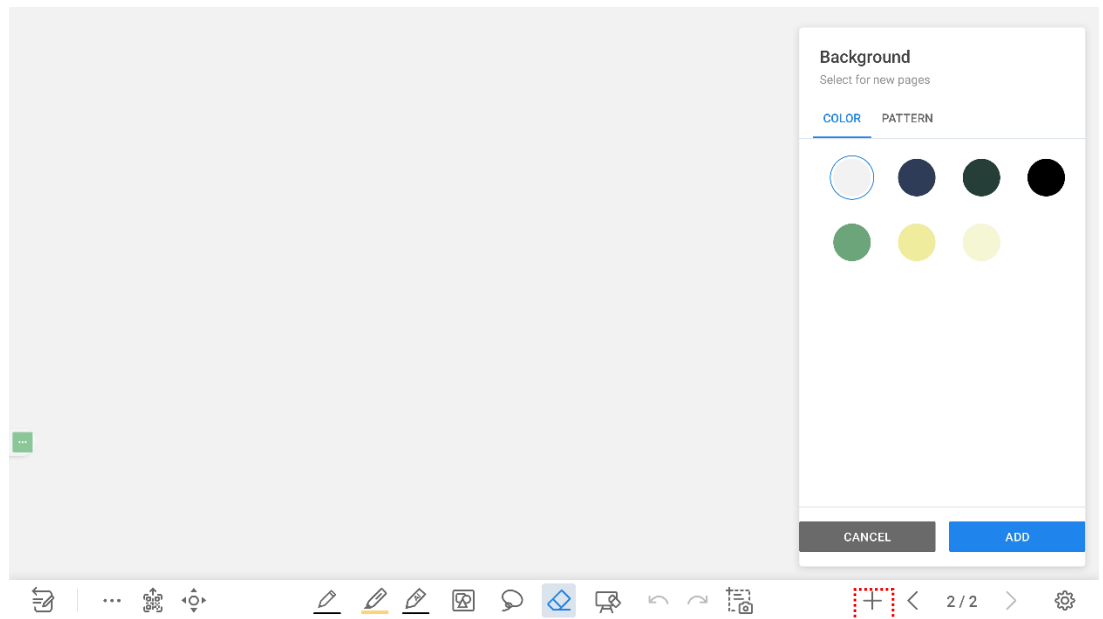 Background
Select for new pages
COLOR PATTERN
CANCEL ADD
2 / 2